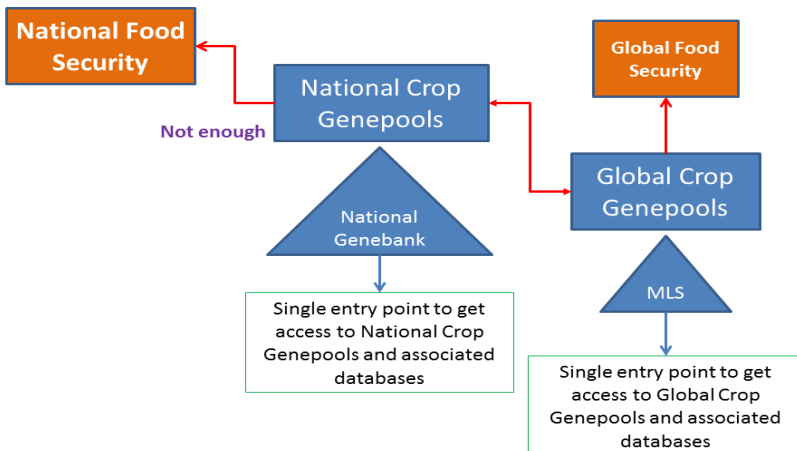 National Food
Security
Global Food
Security
National Crop
Genepools
Not enough
Global Crop
Genepools
National
Genebank
MLS
Single entry point to get
access to National Crop
Genepools and associated
databases
Single entry point to get
access to Global Crop
Genepools and associated
databases